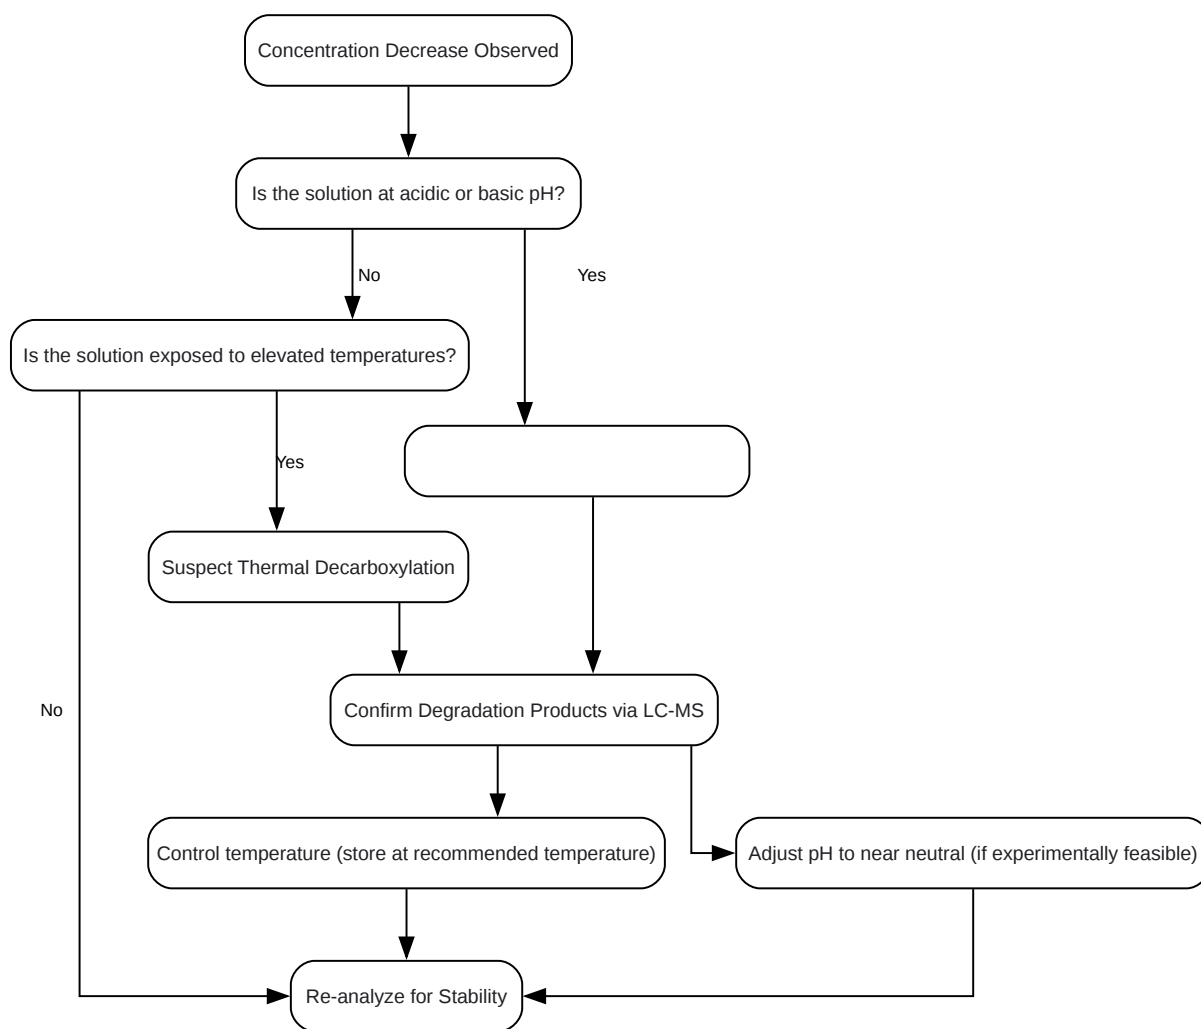 Concentration Decrease Observed
Is the solution at acidic or basic pH?
No
Yes
Is the solution exposed to elevated temperatures?
Yes
Suspect Thermal Decarboxylation
Confirm Degradation Products via LC-MS
No
Control temperature (store at recommended temperature)
Adjust pH to near neutral (if experimentally feasible)
Re-analyze for Stability